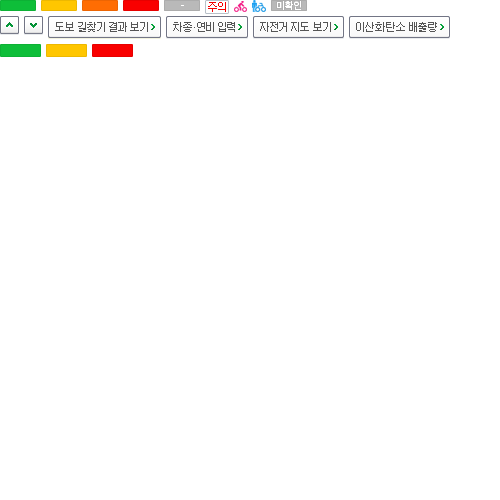 - 주의 미확인
도보 길찾기 결과 보기 차종·연비 입력 자전거 지도 보기 이산화탄소 배출량